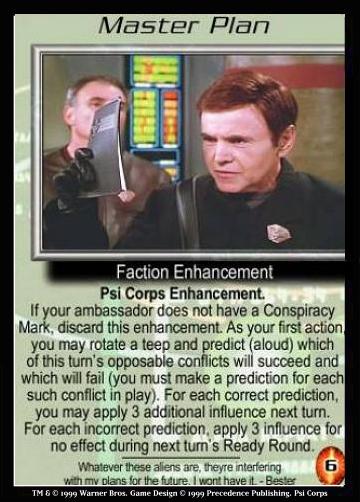 Master Plan
Faction Enhancement
Psi Corps Enhancement.
If your ambassador does not have a Conspiracy
Mark, discard this enhancement. As your first action,
you may rotate a teep and predict (aloud) which
of this turn's opposable conflicts will succeed and
which will fail (you must make a prediction for each
such conflict in play). For each correct prediction,
you may apply 3 additional influence next turn.
For each incorrect prediction, apply 3 influence for
no effect during next turn's Ready Round.
Whatever these aliens are, theyre interfering
with my plans for the future. I wont have it. - Bester
6
TM & © 1999 Warner Bros. Game Design © 1999 Precedence Publishing. Psi Corps